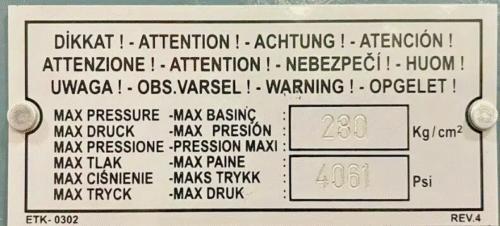 DİKKAT ! - ATTENTION ! - ACHTUNG ! - ATENCIÓN !
ATTENZIONE ! - ATTENTION ! - NEBEZPEČÍ ! - HUOM !
UWAGA ! - OBS.VARSEL ! - WARNING ! - OPGELET !
MAX PRESSURE -MAX BASINÇ :
MAX DRUCK -MAX PRESIÓN : 280 Kg/cm²
MAX PRESSIONE -PRESSION MAXI :
MAX TLAK -MAX PAINE :
MAX CIŚNIENIE -MAKS TRYKK : 4061 Psi
MAX TRYCK -MAX DRUK :
ETK- 0302 REV.4